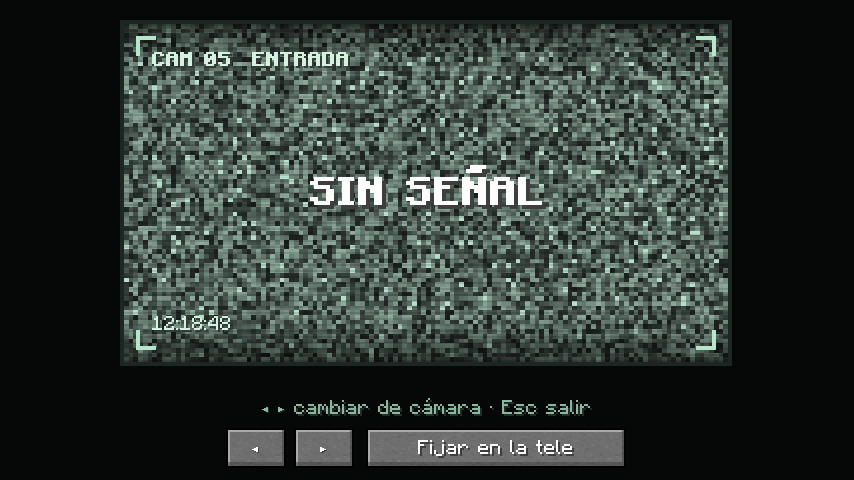 CAM 05 ENTRADA
SIN SEÑAL
12:18:48
◂ ▸ cambiar de cámara · Esc salir
◂
▸
Fijar en la tele